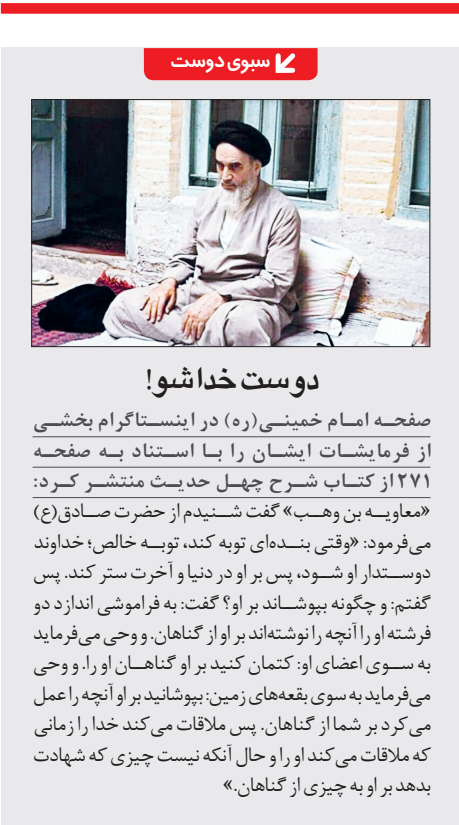 سبوی دوست
دوست خدا شو!
صفحه امام خمینی(ره) در اینستاگرام بخشی
از فرمایشات ایشان را با استناد به صفحه
۲۷۱ از کتاب شرح چهل حدیث منتشر کرد:
«معاویه بن وهب» گفت شنیدم از حضرت صادق(ع)
می‌فرمود: «وقتی بنده‌ای توبه کند، توبه خالص؛ خداوند
دوستدار او شود، پس بر او در دنیا و آخرت ستر کند. پس
گفتم: و چگونه بپوشاند بر او؟ گفت: به فراموشی اندازد دو
فرشته او را آنچه را نوشته‌اند بر او از گناهان. و وحی می‌فرماید
به سوی اعضای او: کتمان کنید بر او گناهان او را. و وحی
می‌فرماید به سوی بقعه‌های زمین: بپوشانید بر او آنچه را عمل
می‌کرد بر شما از گناهان. پس ملاقات می‌کند خدا را زمانی
که ملاقات می‌کند او را و حال آنکه نیست چیزی که شهادت
بدهد بر او به چیزی از گناهان.»